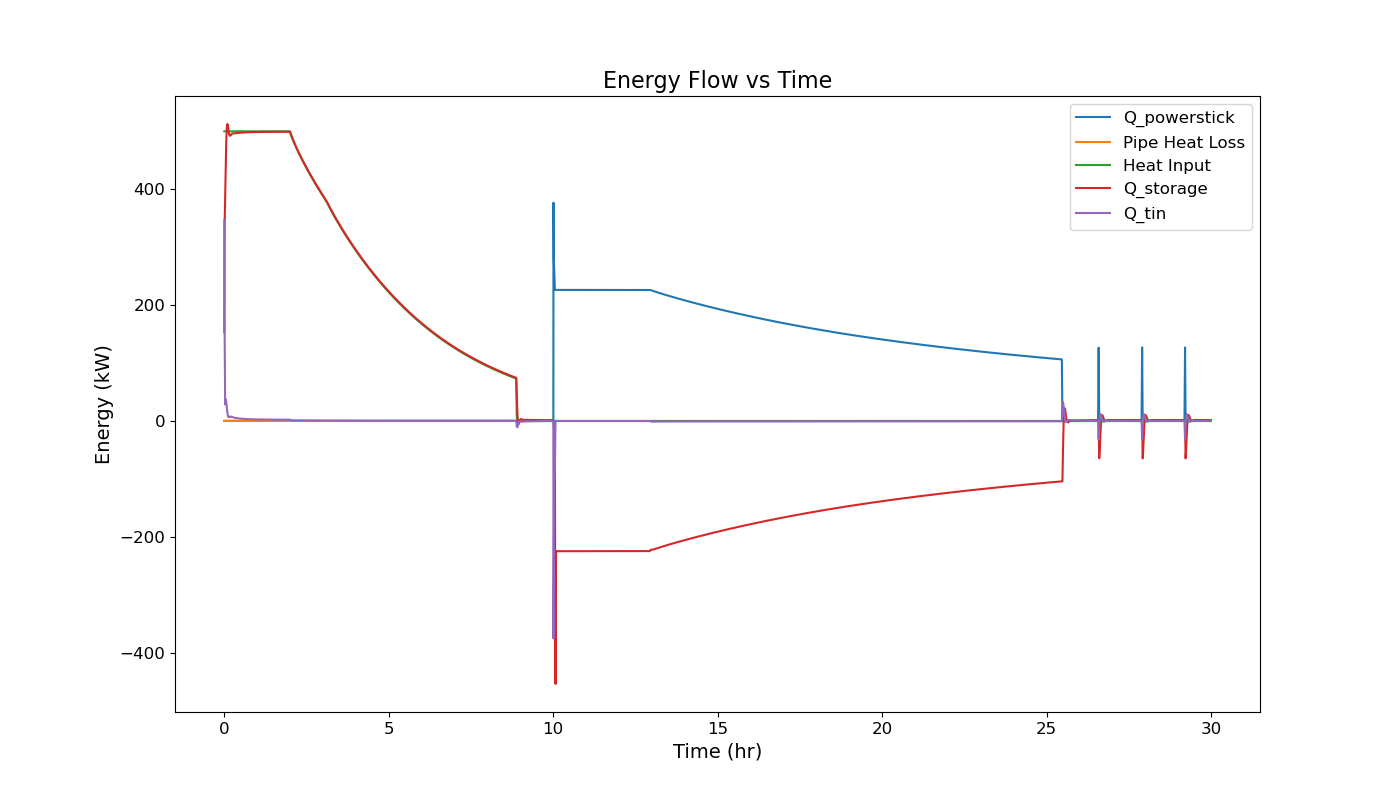 Energy Flow vs Time
Q_powerstick
Pipe Heat Loss
Heat Input
Q_storage
Q_tin
Energy (kW)
400
200
0
−200
−400
0 5 10 15 20 25 30
Time (hr)